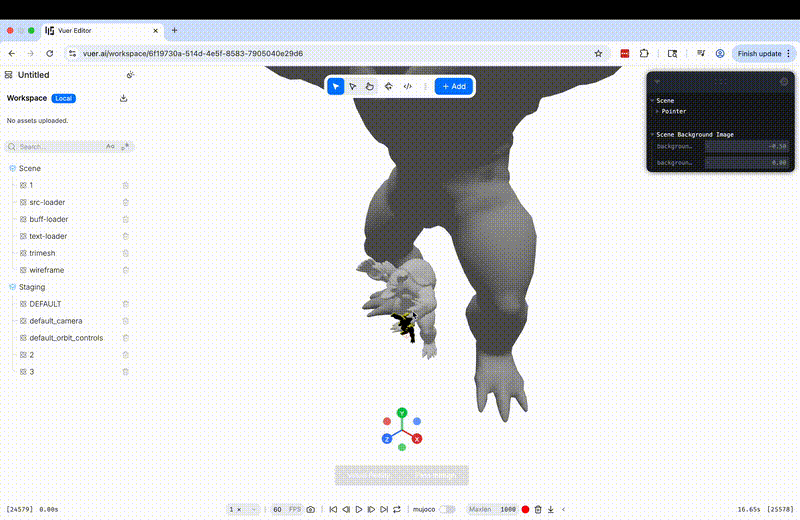 Vuer Editor
vuer.ai/workspace/6f19730a-514d-4e5f-8583-7905040e29d6
Finish update
Untitled
+ Add
Workspace Local
No assets uploaded.
Search...
Scene
1
src-loader
buff-loader
text-loader
trimesh
wireframe
Staging
DEFAULT
default_camera
default_orbit_controls
2
3
Scene
Pointer
Scene Background Image
backgroun… -0.50
backgroun… 0.00
Y
Z X
[24579] 0.00s 1 × 60 FPS mujoco Maxlen 1000 16.65s [25578]